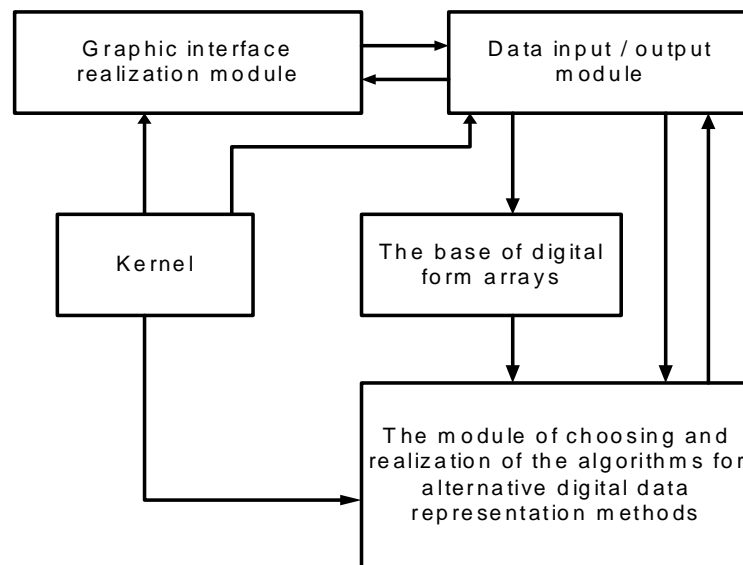 Graphic interface
realization module
Data input / output
module
Kernel
The base of digital
form arrays
The module of choosing and
realization of the algorithms for
alternative digital data
representation methods